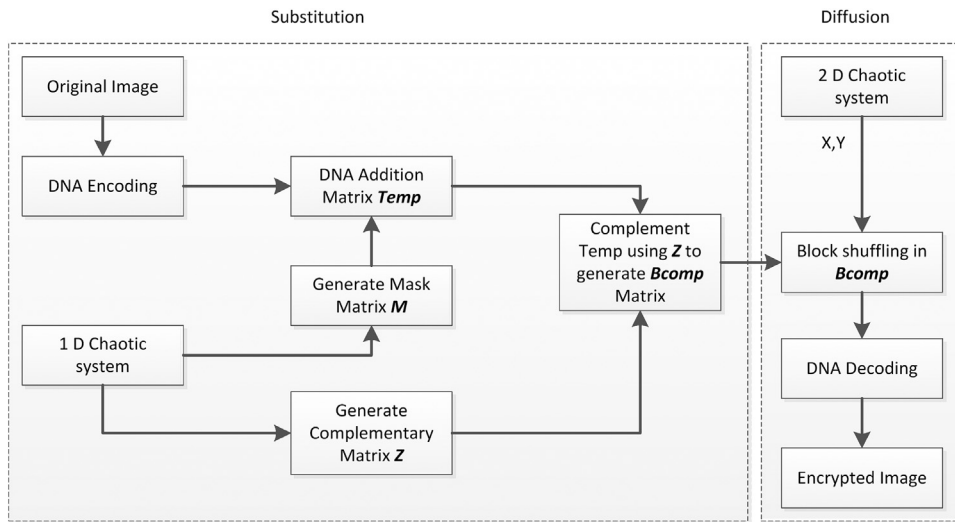 Substitution
Diffusion
Original Image
DNA Encoding
DNA Addition
Matrix Temp
Generate Mask
Matrix M
1 D Chaotic
system
Generate
Complementary
Matrix Z
Complement
Temp using Z to
generate Bcomp
Matrix
2 D Chaotic
system
X,Y
Block shuffling in
Bcomp
DNA Decoding
Encrypted Image